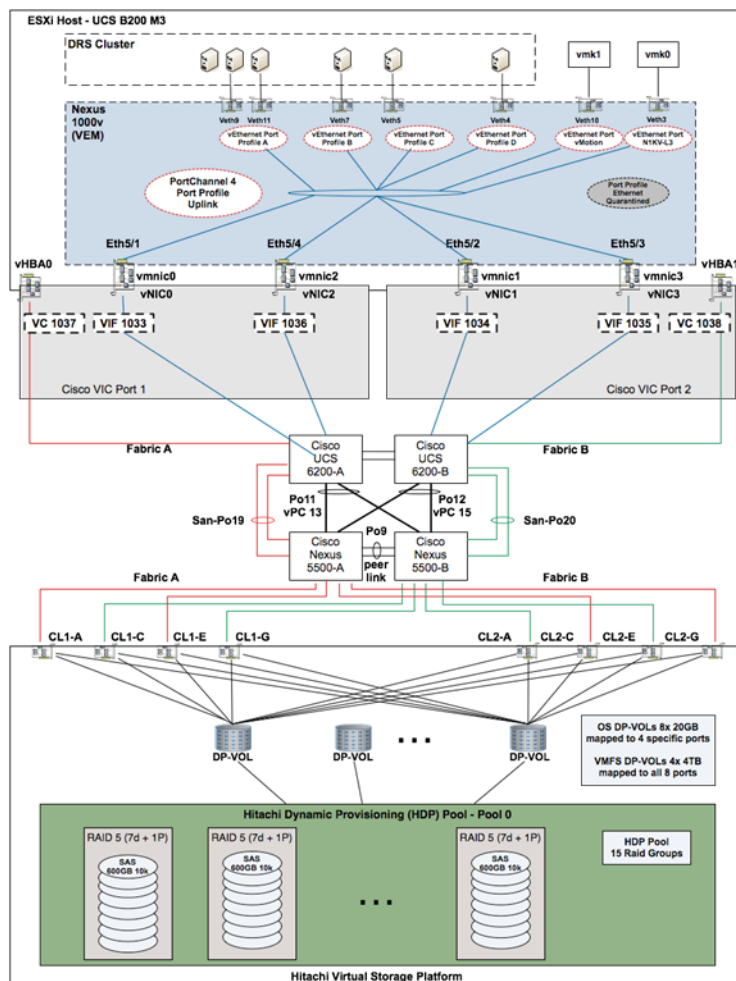 ESXi Host - UCS B200 M3
DRS Cluster
vmk1
vmk0
Nexus
1000v
(VEM)
Veth9
Veth11
Veth7
Veth5
Veth4
Veth10
Veth3
vEthernet Port
Profile A
vEthernet Port
Profile B
vEthernet Port
Profile C
vEthernet Port
Profile D
vEthernet Port
vMotion
vEthernet Port
N1KV-L3
PortChannel 4
Port Profile
Uplink
Port Profile
Ethernet
Quarantined
Eth5/1
Eth5/4
Eth5/2
Eth5/3
vHBA0
vmnic0
vmnic2
vmnic1
vmnic3
vHBA1
vNIC0
vNIC2
vNIC1
vNIC3
VC 1037
VIF 1033
VIF 1036
VIF 1034
VIF 1035
VC 1038
Cisco VIC Port 1
Cisco VIC Port 2
Fabric A
Cisco
UCS
6200-A
Cisco
UCS
6200-B
Fabric B
Po11
vPC 13
Po12
vPC 15
San-Po19
San-Po20
Po9
Cisco
Nexus
5500-A
peer
link
Cisco
Nexus
5500-B
Fabric A
Fabric B
CL1-A
CL1-C
CL1-E
CL1-G
CL2-A
CL2-C
CL2-E
CL2-G
DP-VOL
DP-VOL
DP-VOL
OS DP-VOLs 8x 20GB
mapped to 4 specific ports
VMFS DP-VOLs 4x 4TB
mapped to all 8 ports
Hitachi Dynamic Provisioning (HDP) Pool - Pool 0
RAID 5 (7d + 1P)
RAID 5 (7d + 1P)
RAID 5 (7d + 1P)
SAS
600GB 10k
SAS
600GB 10k
SAS
600GB 10k
HDP Pool
15 Raid Groups
Hitachi Virtual Storage Platform